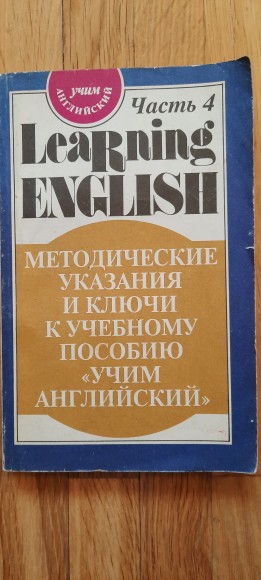 учим
АНГЛИЙСКИЙ
Часть 4
Learning
ENGLISH
МЕТОДИЧЕСКИЕ
УКАЗАНИЯ
И КЛЮЧИ
К УЧЕБНОМУ
ПОСОБИЮ
«УЧИМ
АНГЛИЙСКИЙ»